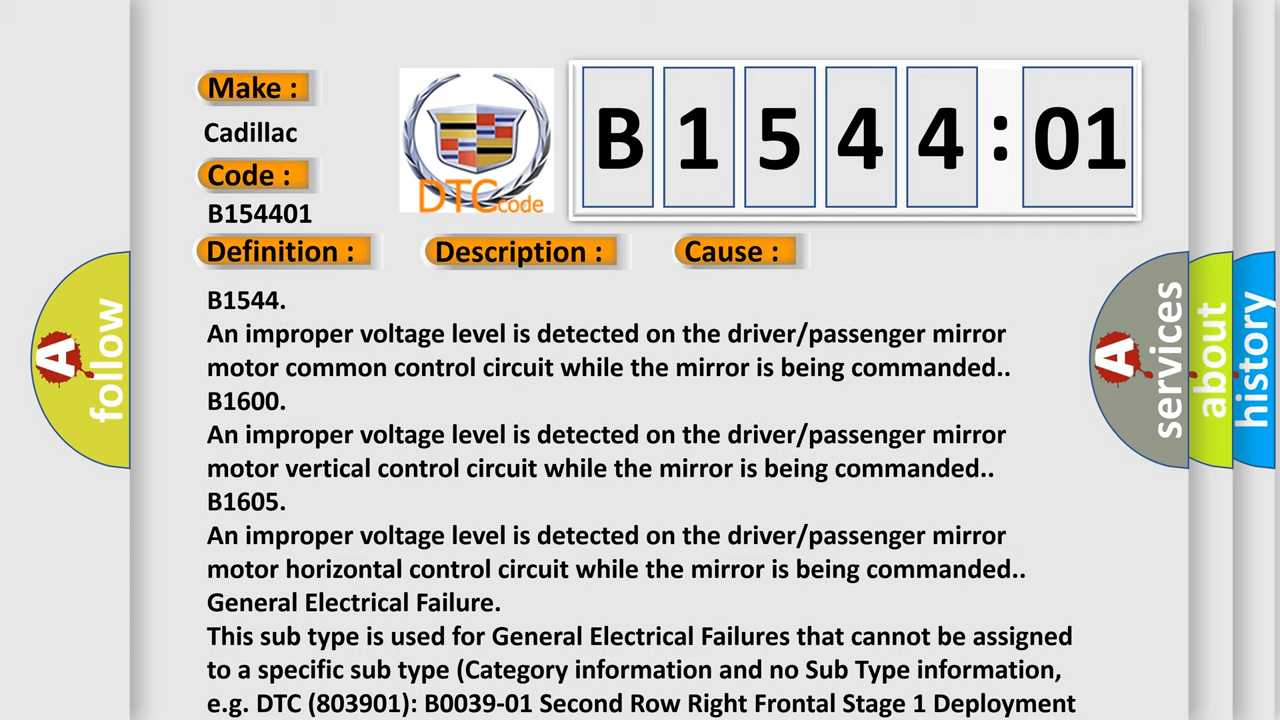 Make :
Cadillac
Code :
B154401
DTCcode
B1544:01
Definition :
Description :
Cause :
B1544.
An improper voltage level is detected on the driver/passenger mirror
motor common control circuit while the mirror is being commanded..
B1600.
An improper voltage level is detected on the driver/passenger mirror
motor vertical control circuit while the mirror is being commanded..
B1605.
An improper voltage level is detected on the driver/passenger mirror
motor horizontal control circuit while the mirror is being commanded..
General Electrical Failure.
This sub type is used for General Electrical Failures that cannot be assigned
to a specific sub type (Category information and no Sub Type information,
e.g. DTC (803901): B0039-01 Second Row Right Frontal Stage 1 Deployment
A
follow
A
services
about
history